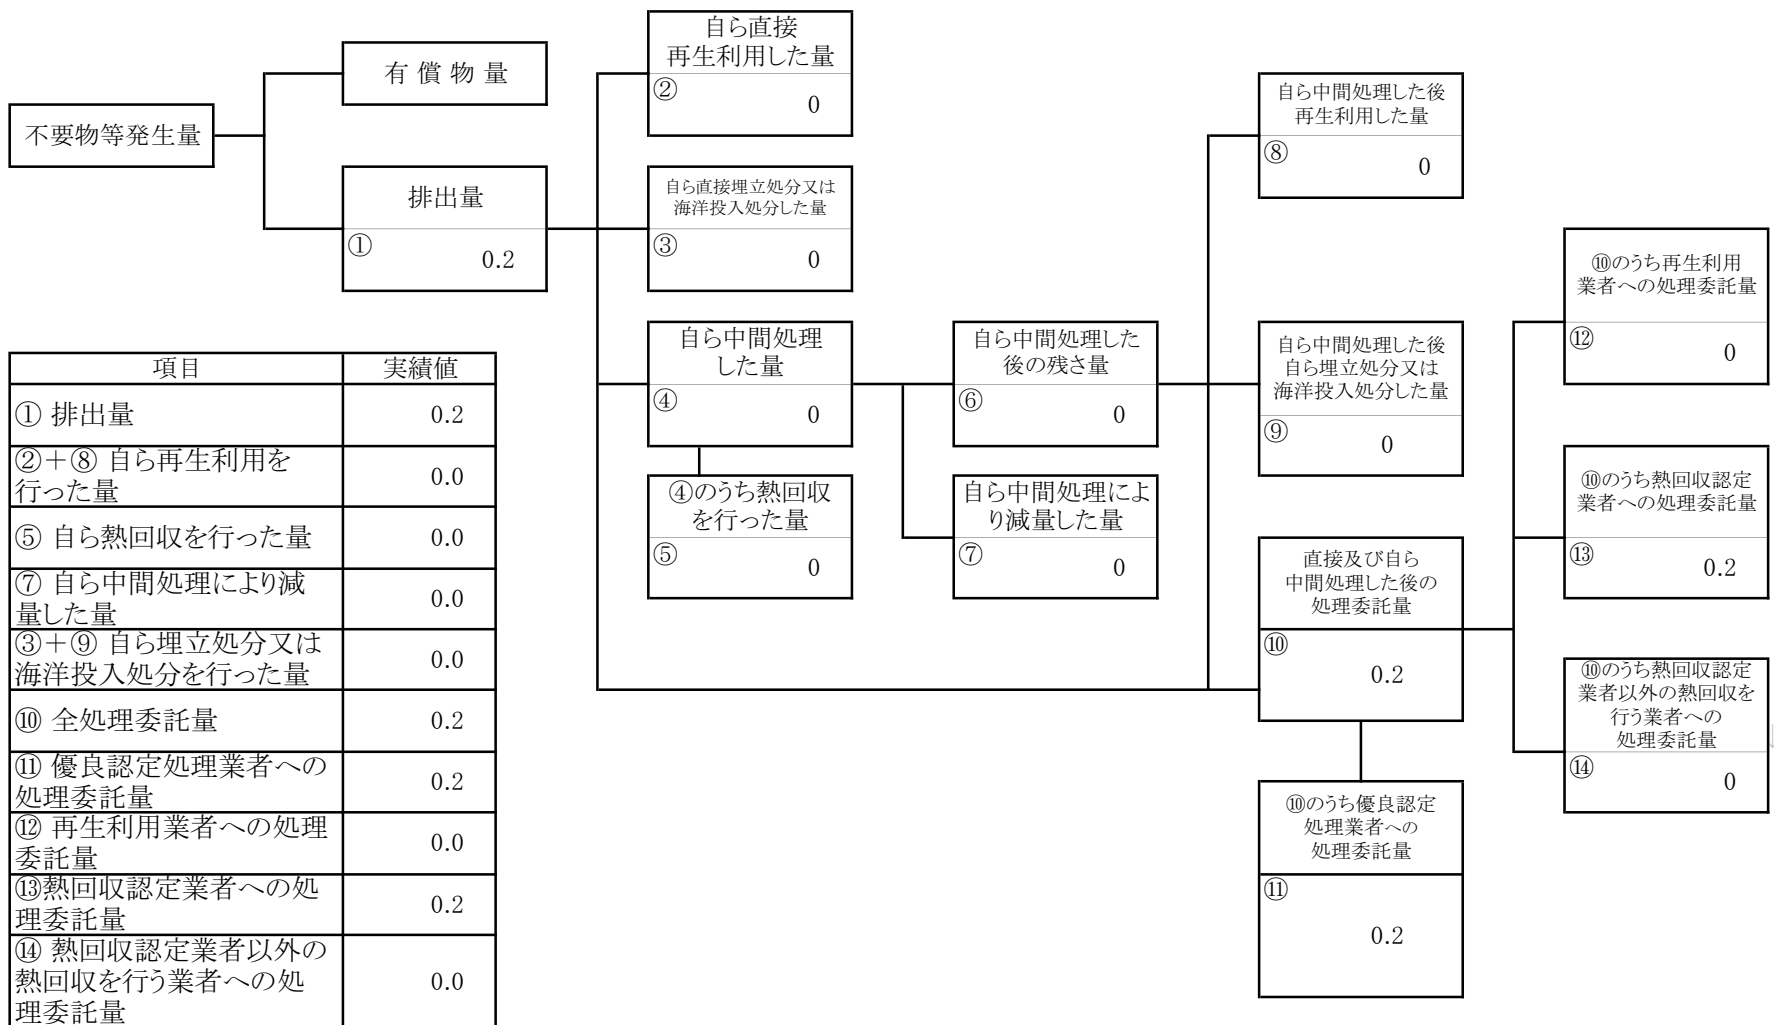 不要物等発生量
有 償 物 量
排出量
①
0.2
自ら直接
再生利用した量
②
0
自ら直接埋立処分又は
海洋投入処分した量
③
0
自ら中間処理
した量
④
0
④のうち熱回収
を行った量
⑤
0
自ら中間処理した
後の残さ量
⑥
0
自ら中間処理によ
り減量した量
⑦
0
自ら中間処理した後
再生利用した量
⑧
0
自ら中間処理した後
自ら埋立処分又は
海洋投入処分した量
⑨
0
直接及び自ら
中間処理した後の
処理委託量
⑩
0.2
⑩のうち優良認定
処理業者への
処理委託量
⑪
0.2
⑩のうち再生利用
業者への処理委託量
⑫
0
⑩のうち熱回収認定
業者への処理委託量
⑬
0.2
⑩のうち熱回収認定
業者以外の熱回収を
行う業者への
処理委託量
⑭
0
項目 実績値
① 排出量 0.2
②＋⑧ 自ら再生利用を
行った量 0.0
⑤ 自ら熱回収を行った量 0.0
⑦ 自ら中間処理により減
量した量 0.0
③＋⑨ 自ら埋立処分又は
海洋投入処分を行った量 0.0
⑩ 全処理委託量 0.2
⑪ 優良認定処理業者への
処理委託量 0.2
⑫ 再生利用業者への処理
委託量 0.0
⑬熱回収認定業者への処
理委託量 0.2
⑭ 熱回収認定業者以外の
熱回収を行う業者への処
理委託量 0.0